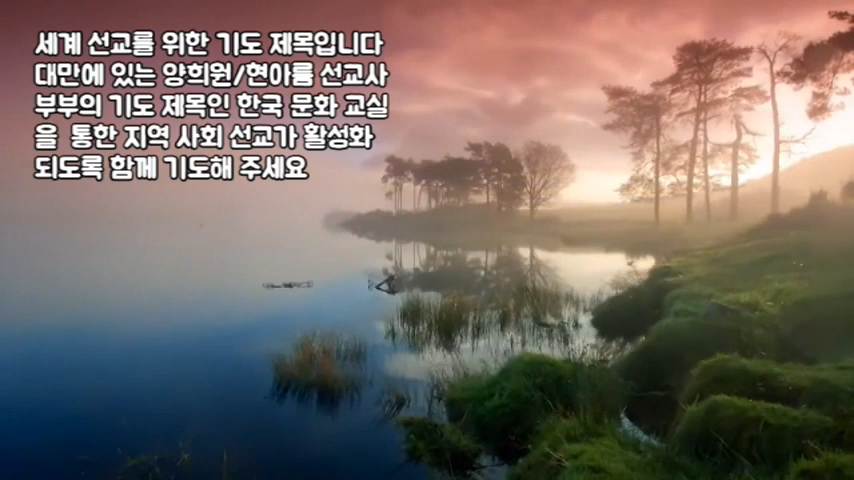 세계 선교를 위한 기도 제목입니다
대만에 있는 양희원/현아름 선교사
부부의 기도 제목인 한국 문화 교실
을 통한 지역 사회 선교가 활성화
되도록 함께 기도해 주세요